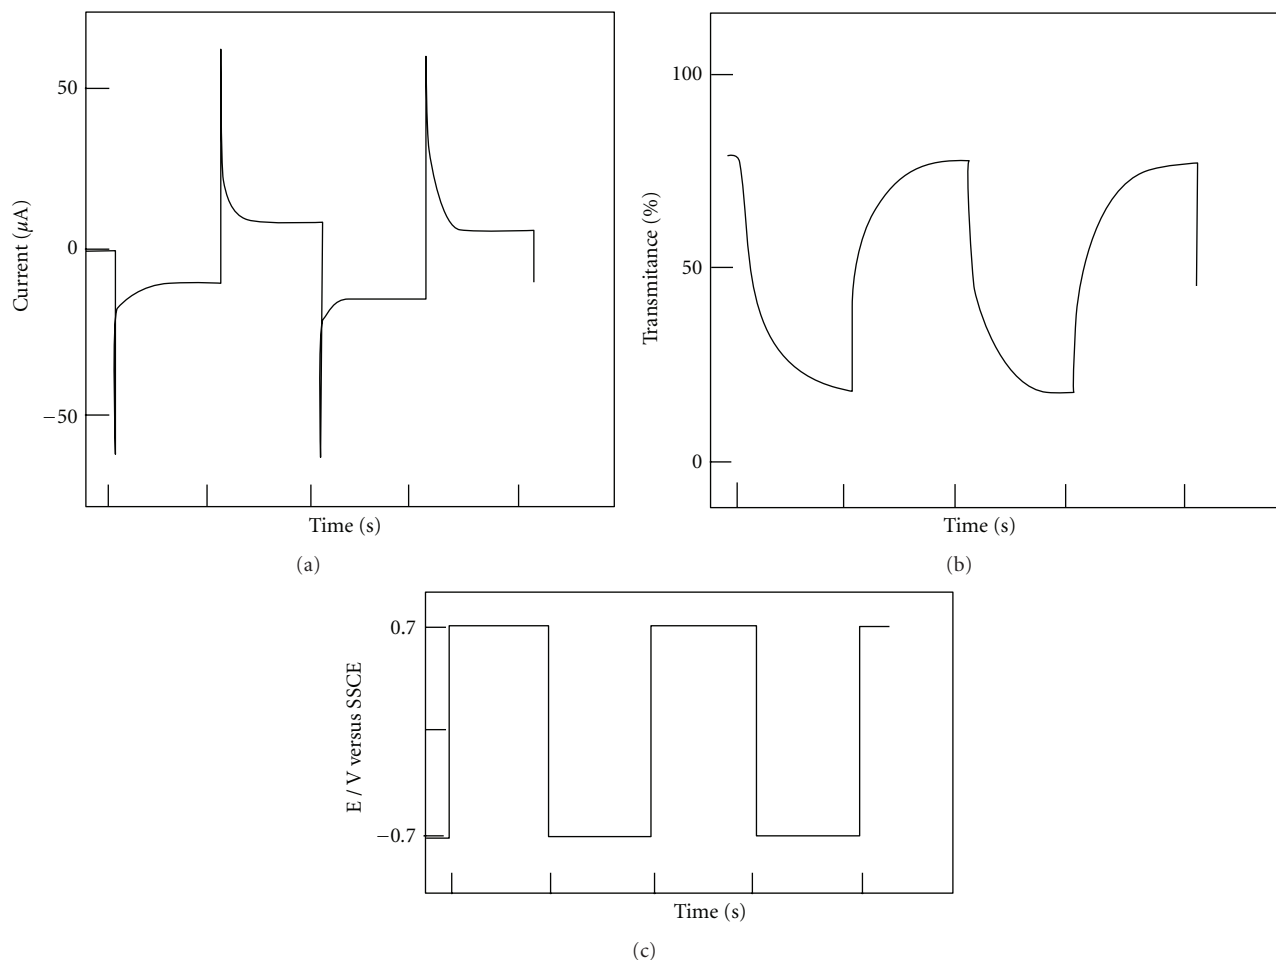 50
0
−50
Current (μA)
Time (s)
(a)
100
50
0
Transmitance (%)
Time (s)
(b)
0.7
−0.7
E / V versus SSCE
Time (s)
(c)